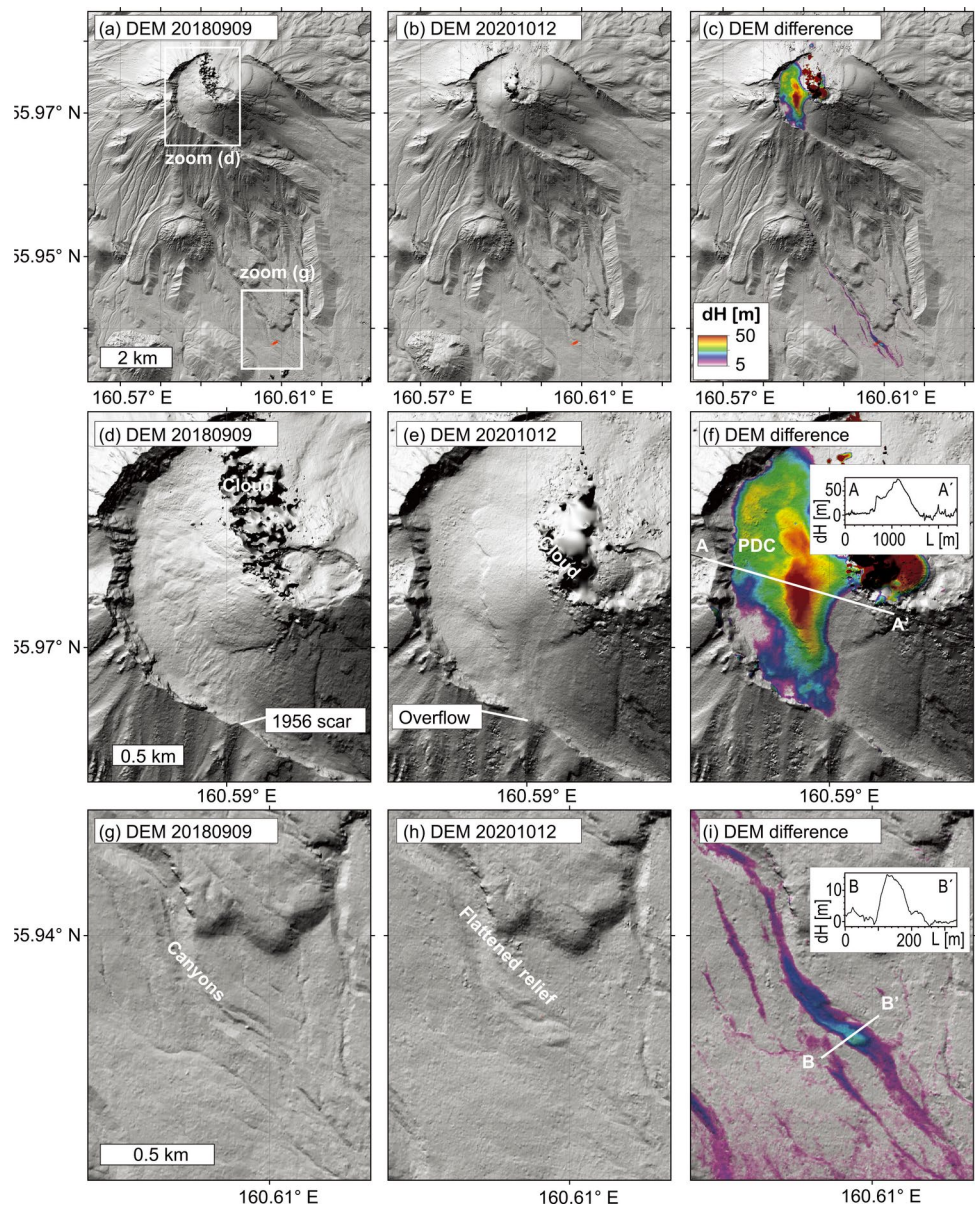 (a) DEM 20180909
(b) DEM 20201012
(c) DEM difference
55.97° N
zoom (d)
55.95° N
zoom (g)
2 km
dH [m]
50
5
160.57° E
160.61° E
160.57° E
160.61° E
160.57° E
160.61° E
(d) DEM 20180909
(e) DEM 20201012
(f) DEM difference
Cloud
Cloud
50
0
dH [m]
A
A´
0
1000
L [m]
A
PDC
A'
55.97° N
1956 scar
Overflow
0.5 km
160.59° E
160.59° E
160.59° E
(g) DEM 20180909
(h) DEM 20201012
(i) DEM difference
10
0
dH [m]
B
B´
0
200
L [m]
55.94° N
Canyons
Flattened relief
B'
B
0.5 km
160.61° E
160.61° E
160.61° E